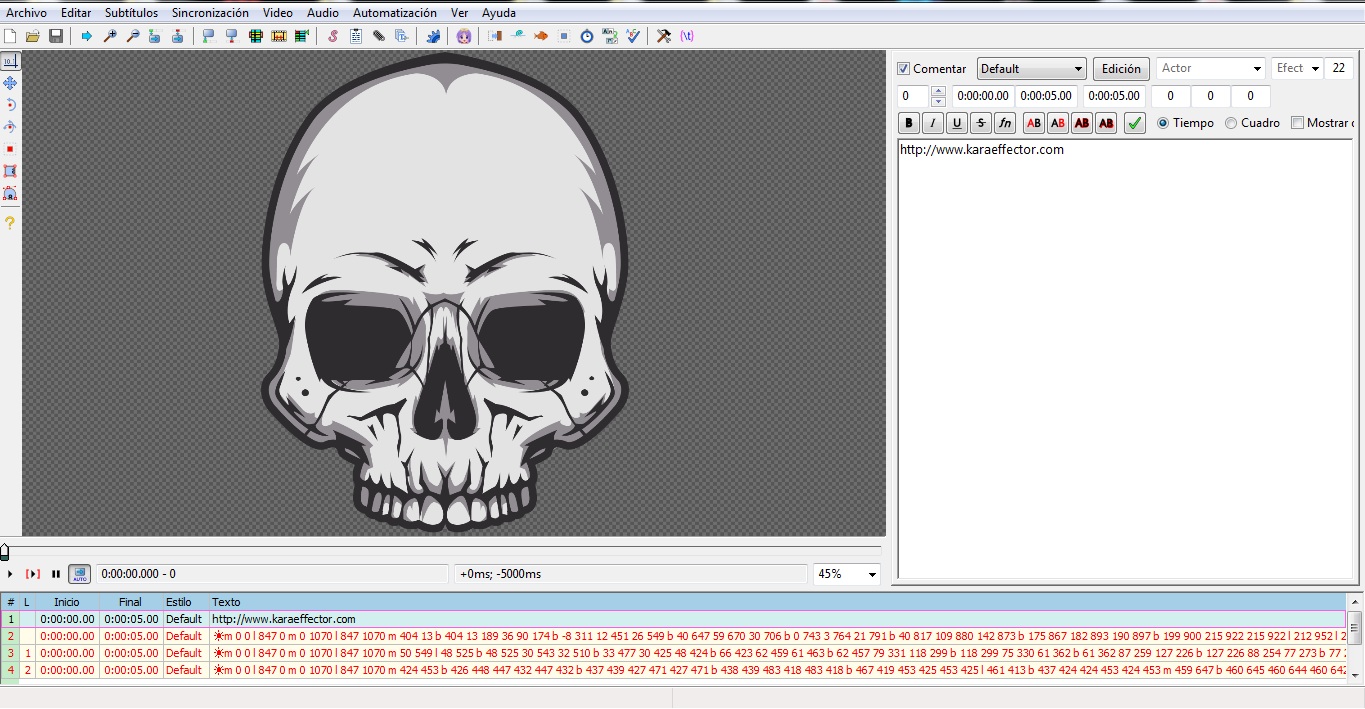 Archivo Editar Subtítulos Sincronización Video Audio Automatización Ver Ayuda
Comentar Default Edición Actor Efect 22
0 0:00:00.00 0:00:05.00 0:00:05.00 0 0 0
B I U S fn AB AB AB AB Tiempo Cuadro Mostrar
http://www.karaeffector.com
AUTO 0:00:00.000 - 0 +0ms; -5000ms 45%
# L Inicio Final Estilo Texto
1 0:00:00.00 0:00:05.00 Default http://www.karaeffector.com
2 0:00:00.00 0:00:05.00 Default ☀m 0 0 l 847 0 m 0 1070 l 847 1070 m 404 13 b 404 13 189 36 90 174 b -8 311 12 451 26 549 b 40 647 59 670 30 706 b 0 743 3 764 21 791 b 40 817 109 880 142 873 b 175 867 182 893 190 897 b 199 900 215 922 215 922 l 212 952 l
3 1 0:00:00.00 0:00:05.00 Default ☀m 0 0 l 847 0 m 0 1070 l 847 1070 m 50 549 l 48 525 b 48 525 30 543 32 510 b 33 477 30 425 48 424 b 66 423 62 459 61 463 b 62 457 79 331 118 299 b 118 299 75 330 61 362 b 61 362 87 259 127 226 b 127 226 88 254 77 273 b 77
4 2 0:00:00.00 0:00:05.00 Default ☀m 0 0 l 847 0 m 0 1070 l 847 1070 m 424 453 b 426 448 447 432 447 432 b 437 439 427 471 427 471 b 438 439 483 418 483 418 b 467 419 453 425 453 425 l 461 413 b 437 424 424 453 424 453 m 459 647 b 460 645 460 644 460 642